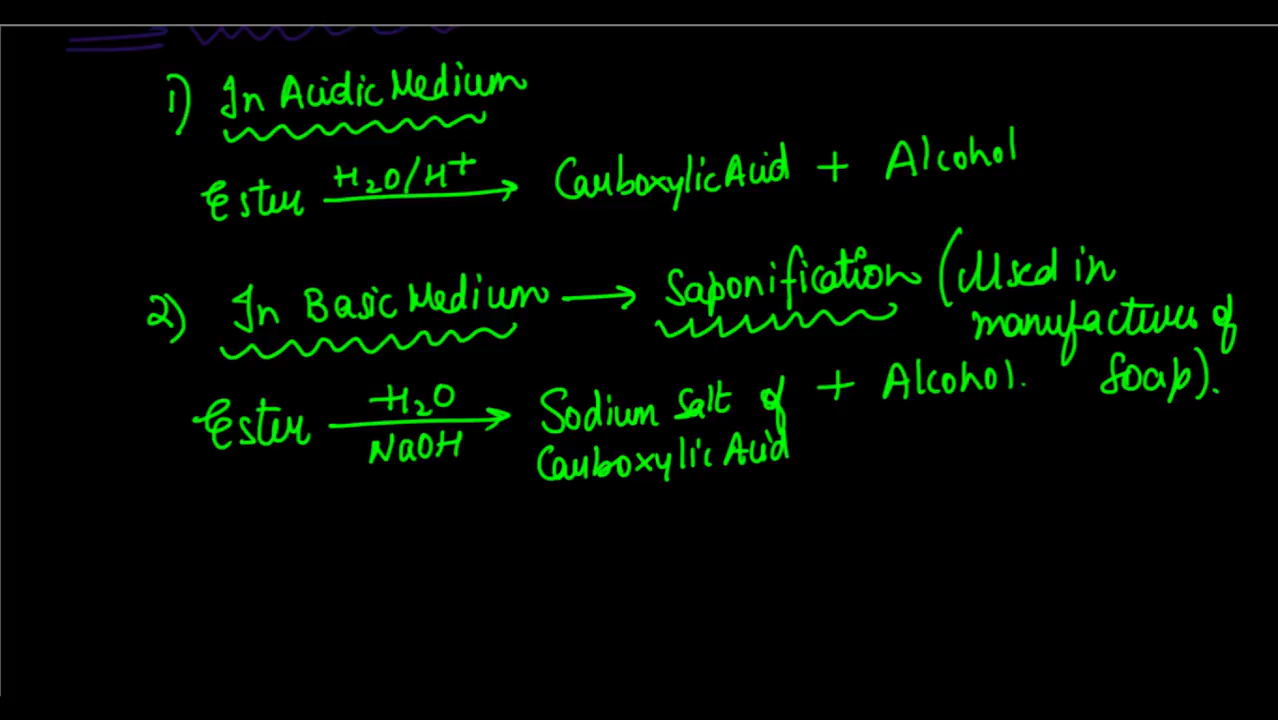 1) In Acidic Medium
Ester H₂O/H⁺ → Carboxylic Acid + Alcohol
2) In Basic Medium → Saponification (Used in
manufacture of
soap).
Ester H₂O NaOH → Sodium Salt of + Alcohol.
Carboxylic Acid